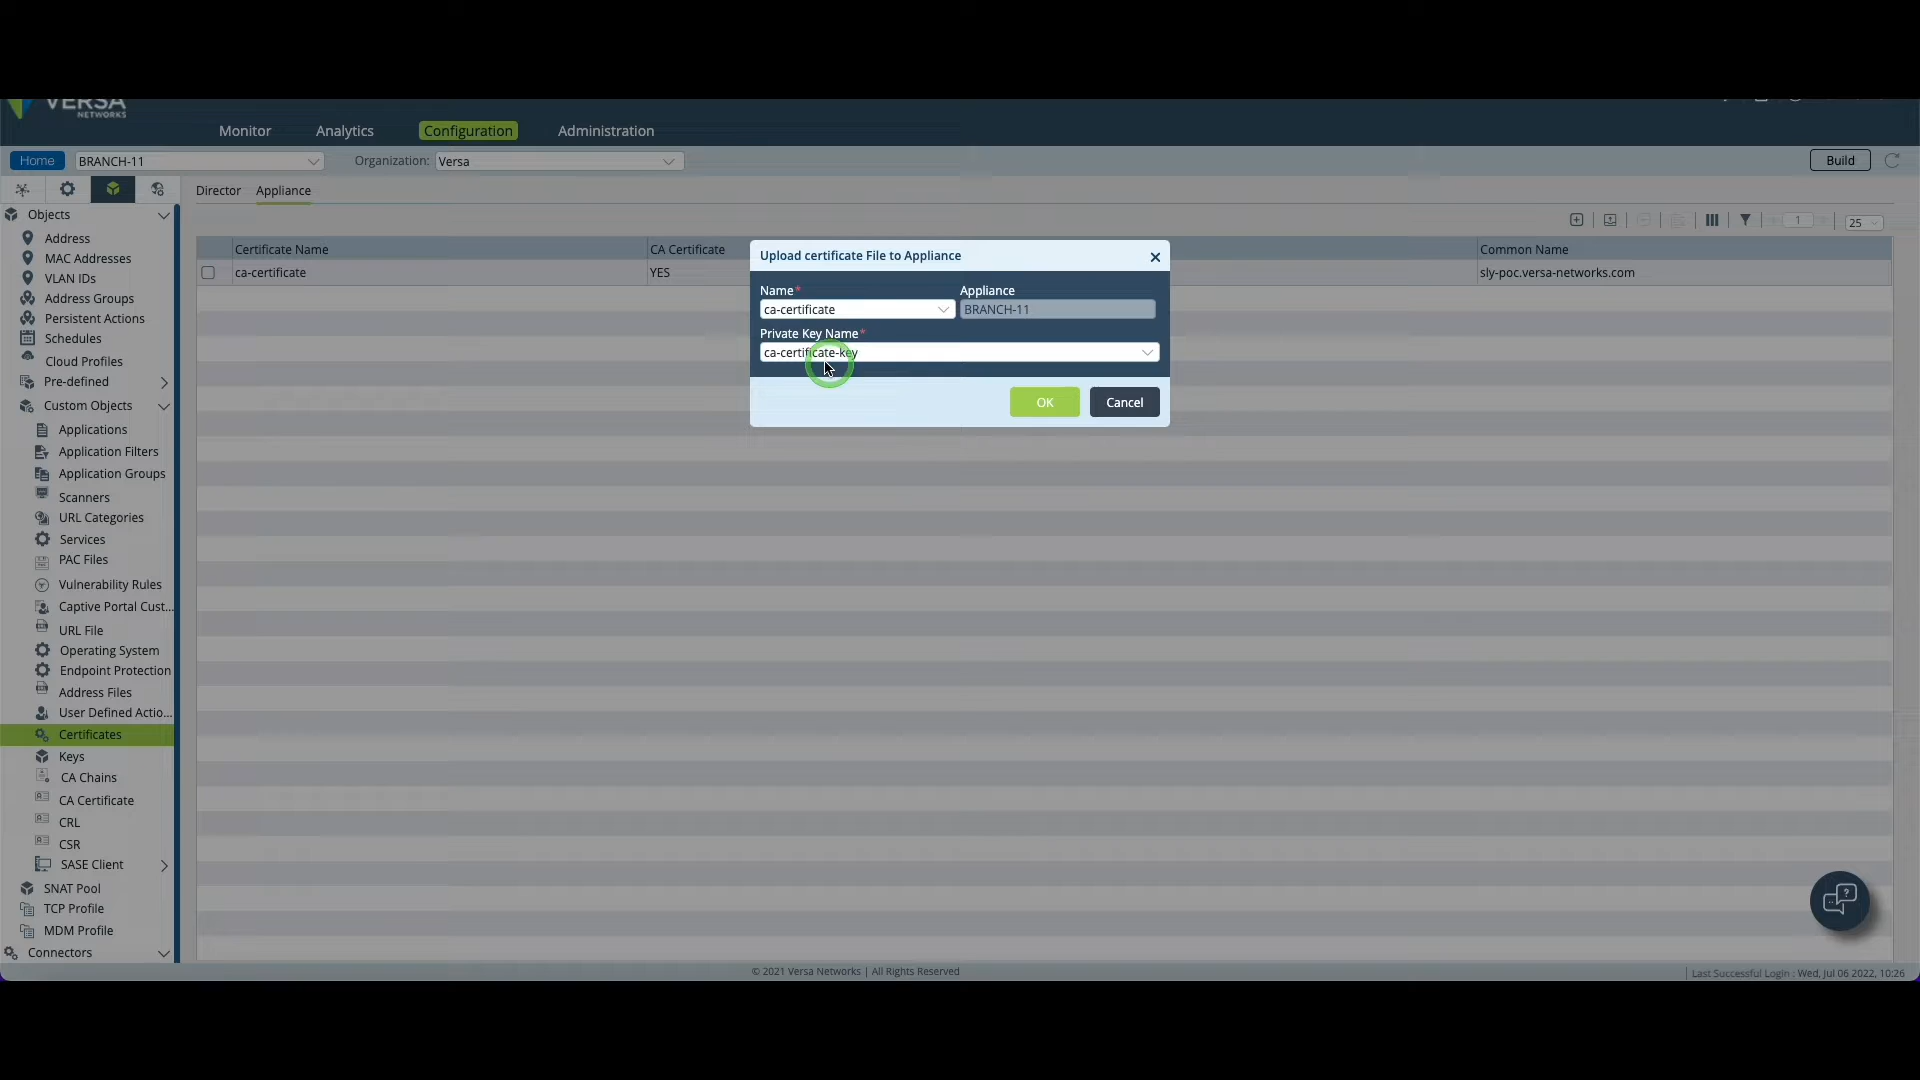 VERSA
NETWORKS
Monitor
Analytics
Configuration
Administration
Home
BRANCH-11
Organization:
Versa
Build
Director
Appliance
1
25
Objects
Address
MAC Addresses
VLAN IDs
Address Groups
Persistent Actions
Schedules
Cloud Profiles
Pre-defined
Custom Objects
Applications
Application Filters
Application Groups
Scanners
URL Categories
Services
PAC Files
Vulnerability Rules
Captive Portal Cust...
URL File
Operating System
Endpoint Protection
Address Files
User Defined Actio...
Certificates
Keys
CA Chains
CA Certificate
CRL
CSR
SASE Client
SNAT Pool
TCP Profile
MDM Profile
Connectors
Certificate Name
CA Certificate
Common Name
ca-certificate
YES
sly-poc.versa-networks.com
Upload certificate File to Appliance
Name*
Appliance
ca-certificate
BRANCH-11
Private Key Name*
ca-certificate-key
OK
Cancel
© 2021 Versa Networks | All Rights Reserved
Last Successful Login : Wed, Jul 06 2022, 10:26